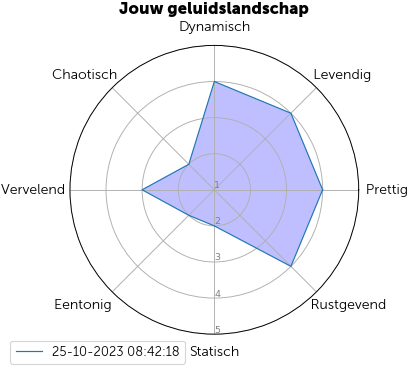 Jouw geluidslandschap
Dynamisch
Chaotisch
Levendig
Vervelend
1
Prettig
2
3
4
Eentonig
Rustgevend
5
25-10-2023 08:42:18
Statisch